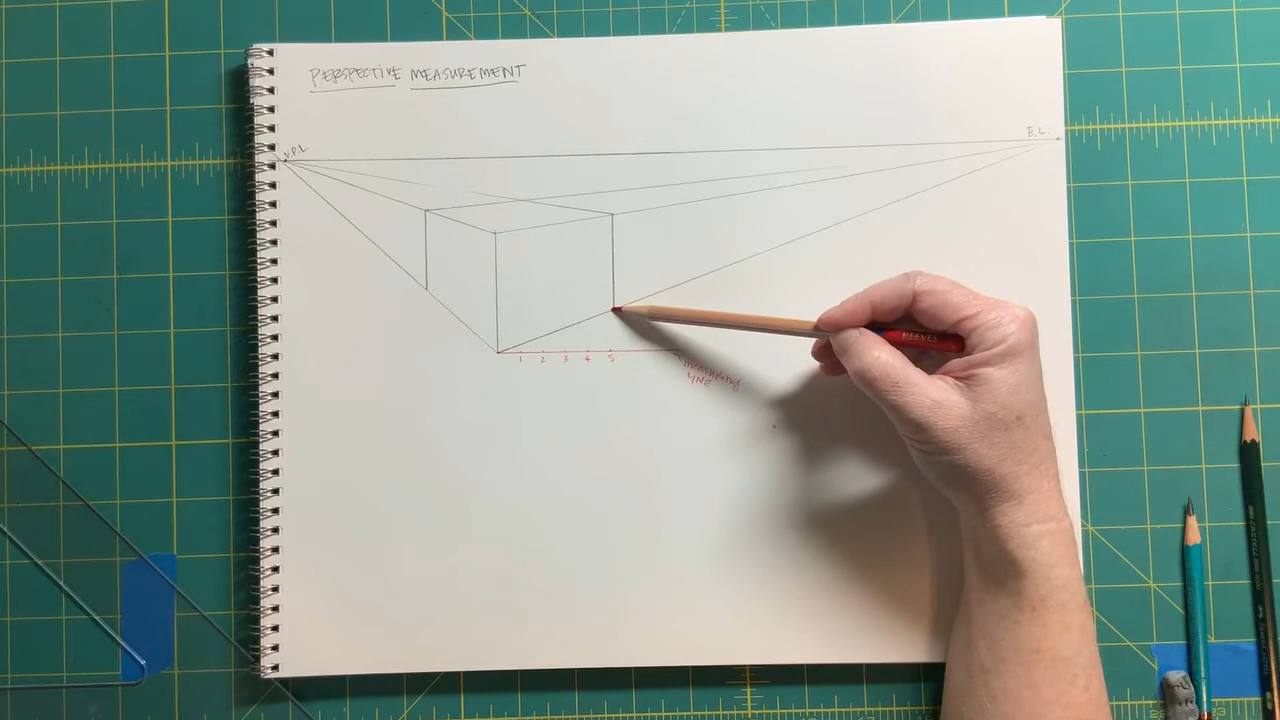 PERSPECTIVE MEASUREMENT
V.P.L.
E.L.
1 2 3 4 5
MEASURING
LINE
REEVES